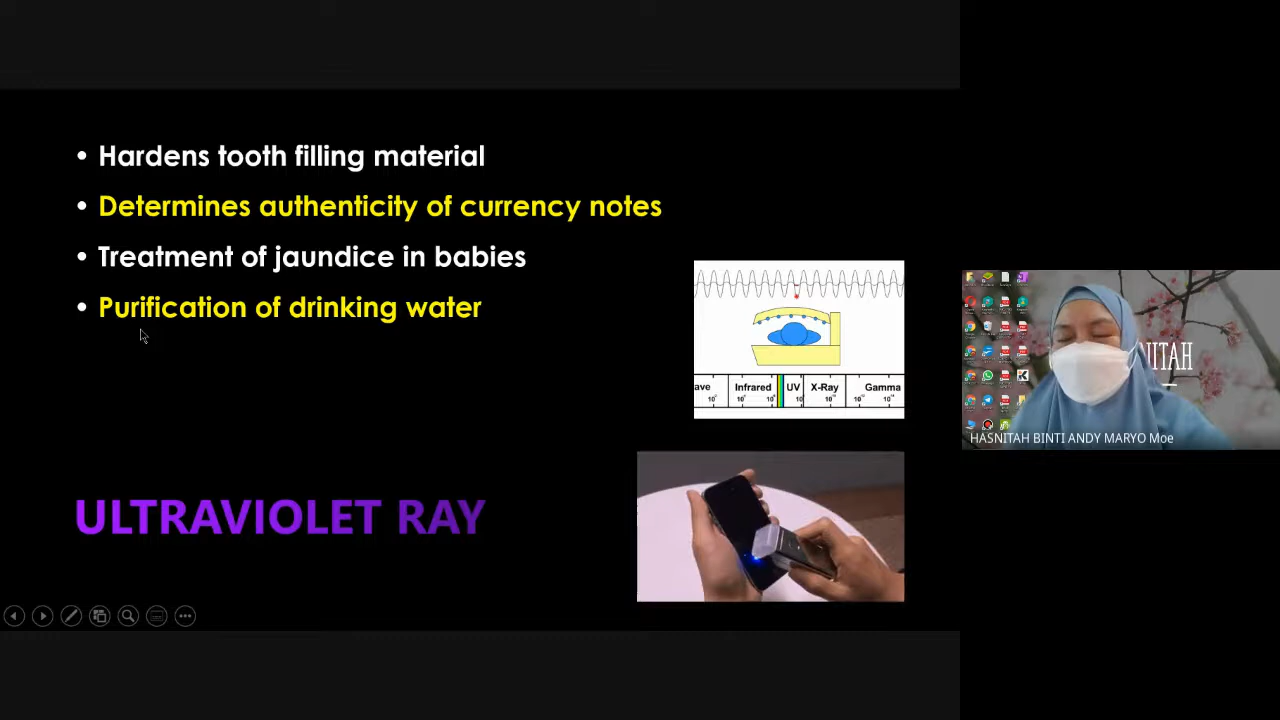 • Hardens tooth filling material
• Determines authenticity of currency notes
• Treatment of jaundice in babies
• Purification of drinking water
ave Infrared UV X-Ray Gamma
NITAH
HASNITAH BINTI ANDY MARYO Moe
ULTRAVIOLET RAY